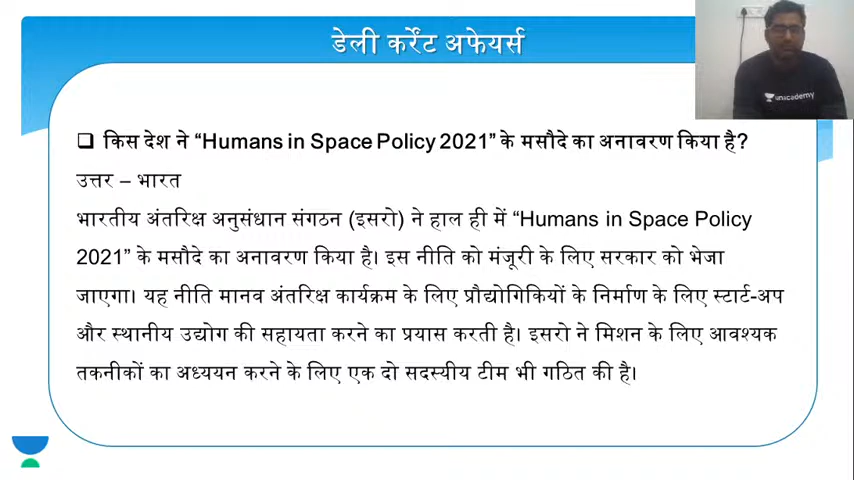 डेली करेंट अफेयर्स
unacademy
❑ किस देश ने “Humans in Space Policy 2021” के मसौदे का अनावरण किया है?
उत्तर – भारत
भारतीय अंतरिक्ष अनुसंधान संगठन (इसरो) ने हाल ही में “Humans in Space Policy
2021” के मसौदे का अनावरण किया है। इस नीति को मंजूरी के लिए सरकार को भेजा
जाएगा। यह नीति मानव अंतरिक्ष कार्यक्रम के लिए प्रौद्योगिकियों के निर्माण के लिए स्टार्ट-अप
और स्थानीय उद्योग की सहायता करने का प्रयास करती है। इसरो ने मिशन के लिए आवश्यक
तकनीकों का अध्ययन करने के लिए एक दो सदस्यीय टीम भी गठित की है।